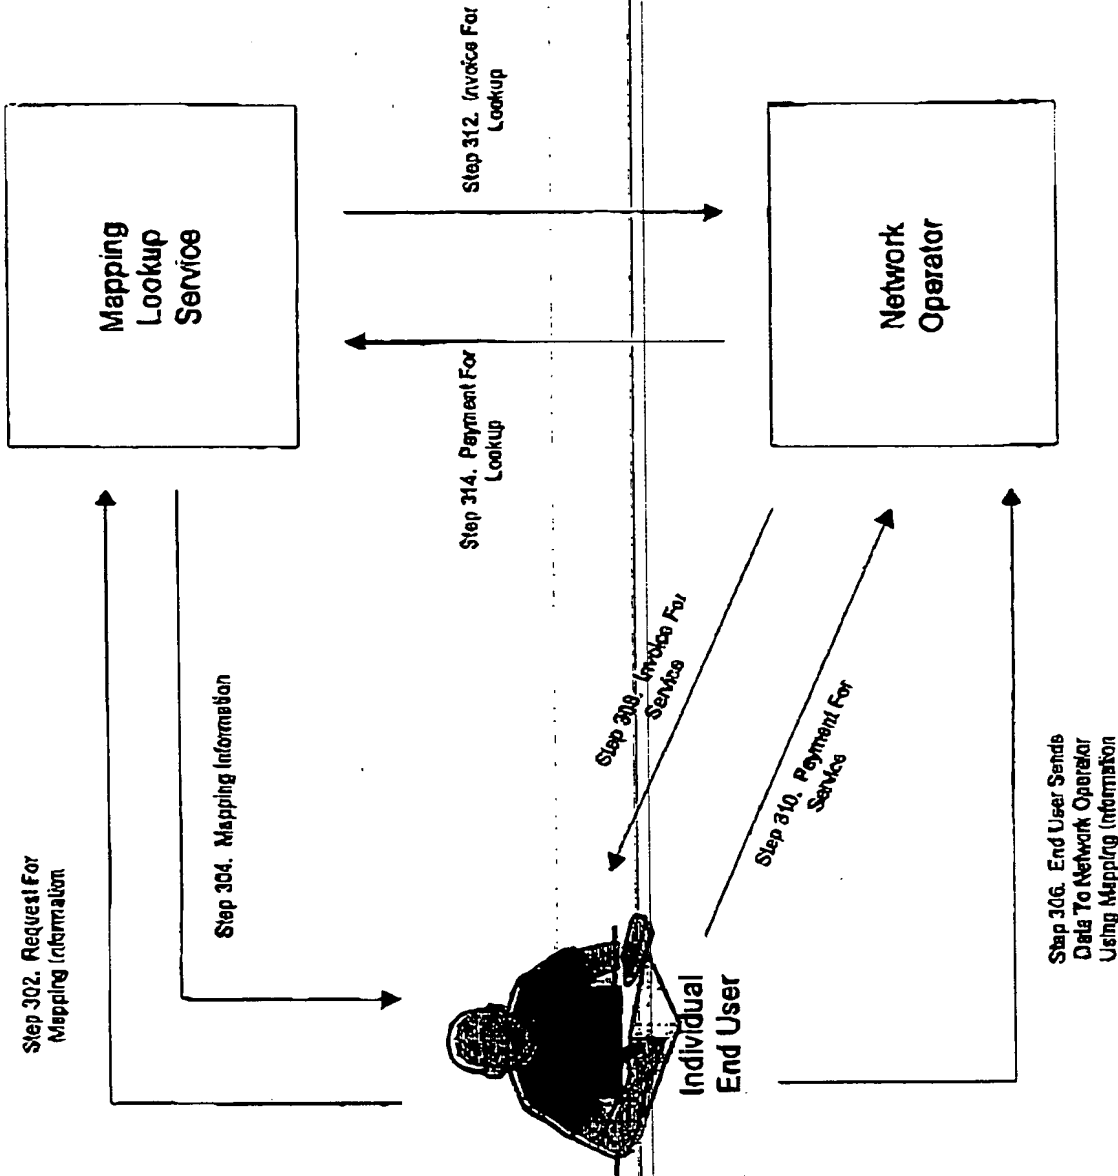 Step 302. Request For
Mapping Information
Step 304. Mapping Information
Mapping
Lookup
Service
Step 312. Invoice For
Lookup
Step 314. Payment For
Lookup
Step 308. Invoice For
Service
Step 310. Payment For
Service
Individual
End User
Network
Operator
Step 306. End User Sends
Data To Network Operator
Using Mapping Information